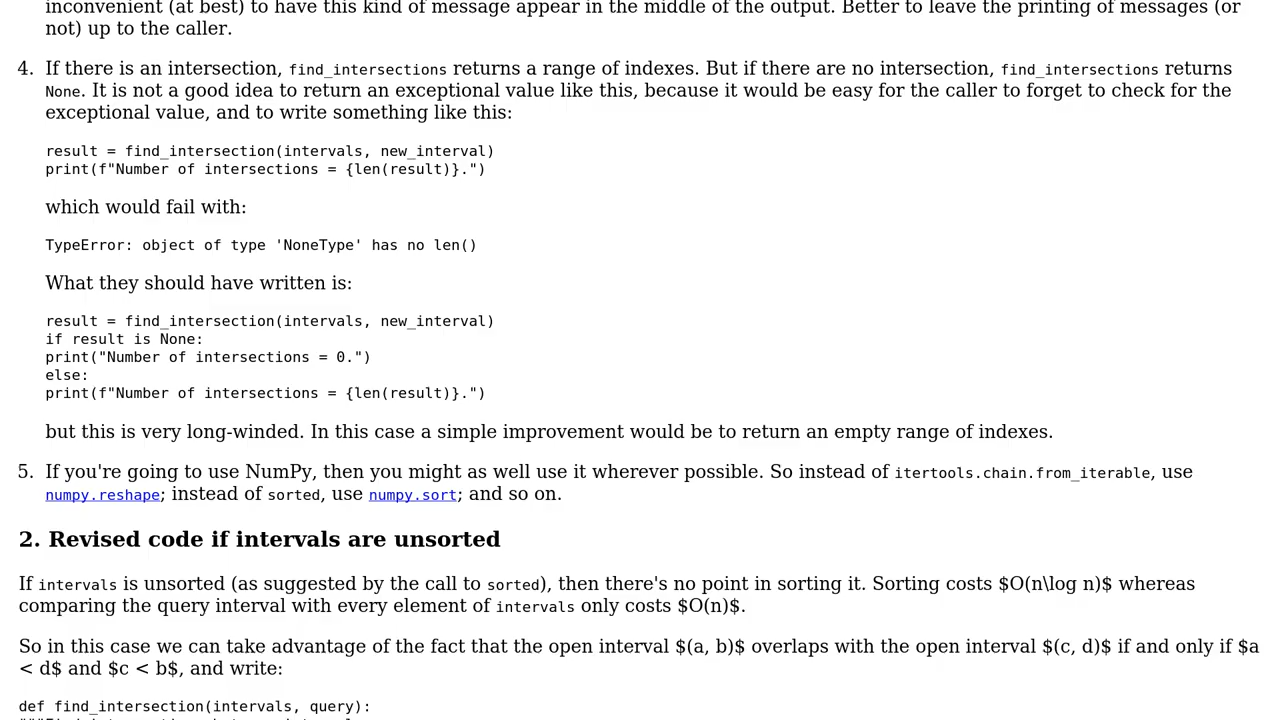 inconvenient (at best) to have this kind of message appear in the middle of the output. Better to leave the printing of messages (or
not) up to the caller.
4. If there is an intersection, find_intersections returns a range of indexes. But if there are no intersection, find_intersections returns
None. It is not a good idea to return an exceptional value like this, because it would be easy for the caller to forget to check for the
exceptional value, and to write something like this:
result = find_intersection(intervals, new_interval)
print(f"Number of intersections = {len(result)}.")
which would fail with:
TypeError: object of type 'NoneType' has no len()
What they should have written is:
result = find_intersection(intervals, new_interval)
if result is None:
print("Number of intersections = 0.")
else:
print(f"Number of intersections = {len(result)}.")
but this is very long-winded. In this case a simple improvement would be to return an empty range of indexes.
5. If you're going to use NumPy, then you might as well use it wherever possible. So instead of itertools.chain.from_iterable, use
numpy.reshape; instead of sorted, use numpy.sort; and so on.
2. Revised code if intervals are unsorted
If intervals is unsorted (as suggested by the call to sorted), then there's no point in sorting it. Sorting costs $O(n\log n)$ whereas
comparing the query interval with every element of intervals only costs $O(n)$.
So in this case we can take advantage of the fact that the open interval $(a, b)$ overlaps with the open interval $(c, d)$ if and only if $a
< d$ and $c < b$, and write:
def find_intersection(intervals, query):